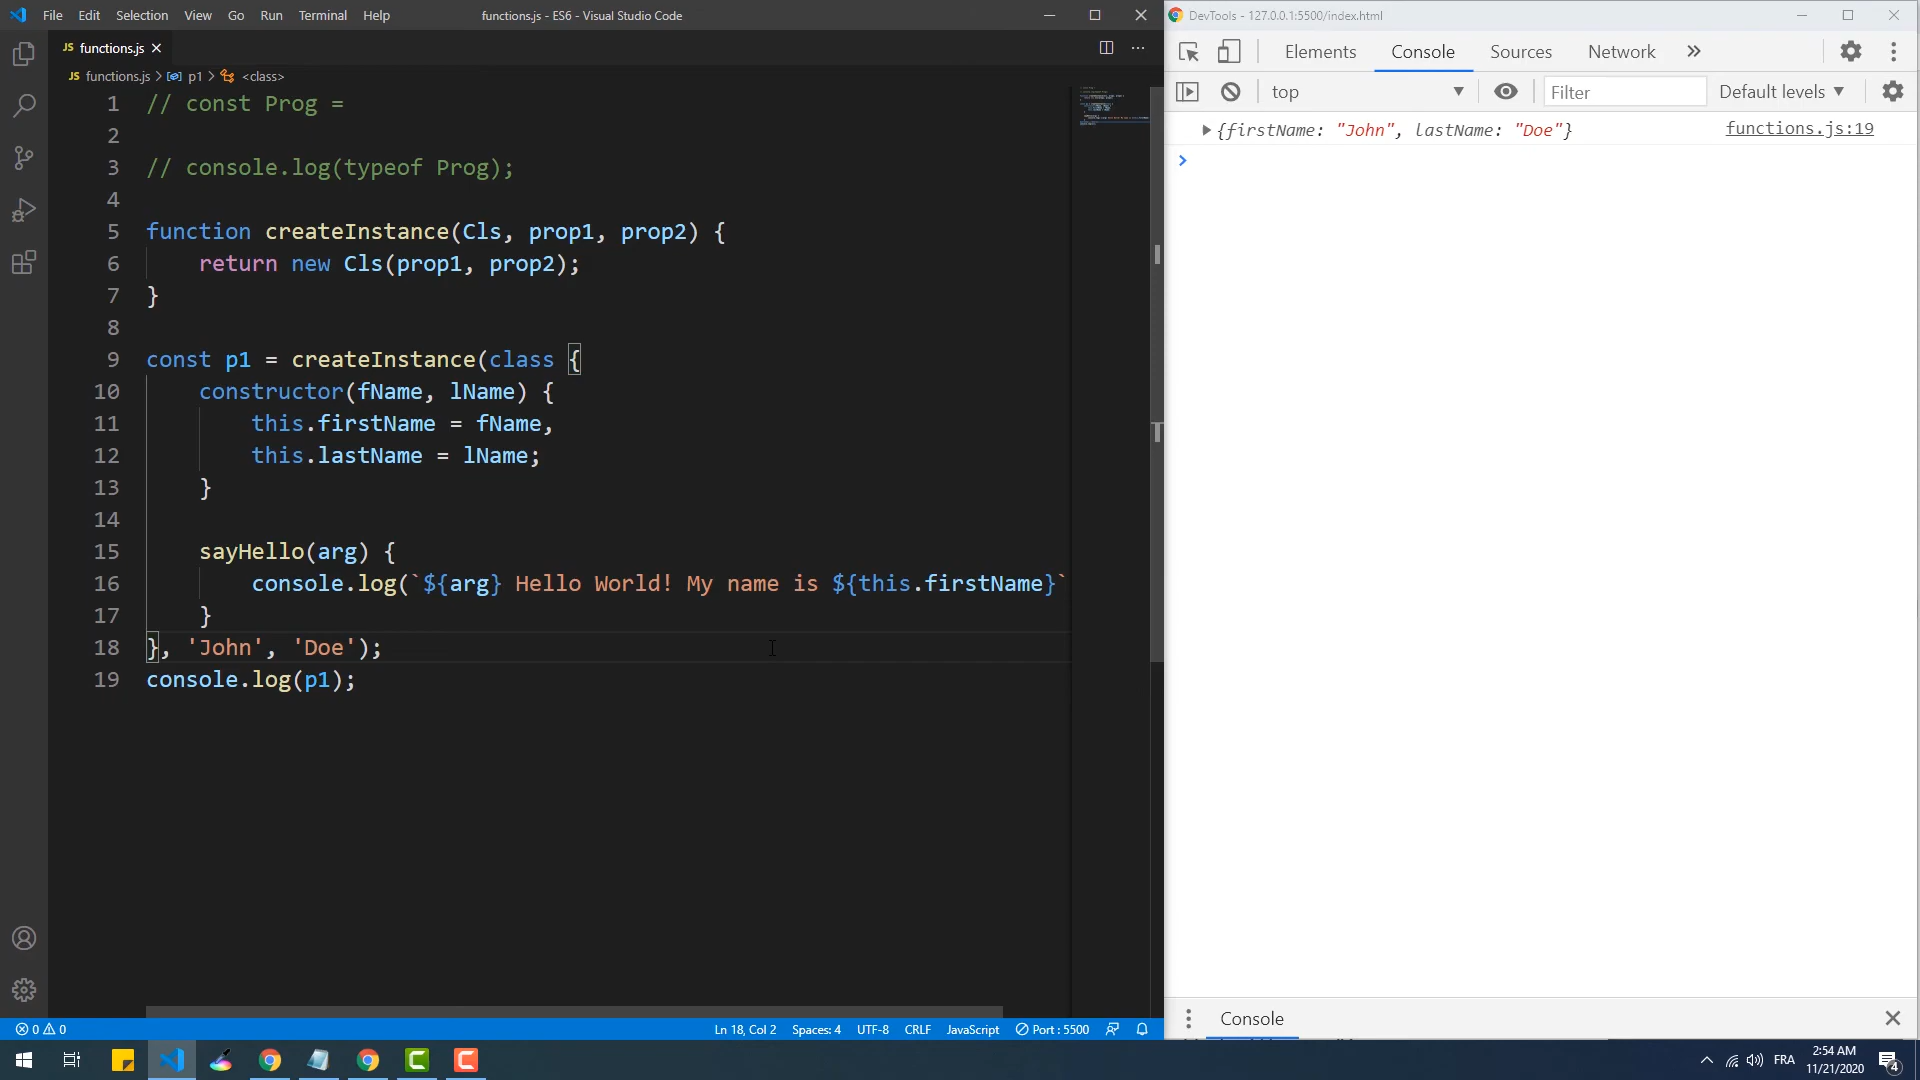 File Edit Selection View Go Run Terminal Help
functions.js - ES6 - Visual Studio Code
JS functions.js
JS functions.js > p1 > <class>
1 // const Prog =
2
3 // console.log(typeof Prog);
4
5 function createInstance(Cls, prop1, prop2) {
6 return new Cls(prop1, prop2);
7 }
8
9 const p1 = createInstance(class {
10 constructor(fName, lName) {
11 this.firstName = fName,
12 this.lastName = lName;
13 }
14
15 sayHello(arg) {
16 console.log(`${arg} Hello World! My name is ${this.firstName}`
17 }
18 }, 'John', 'Doe');
19 console.log(p1);
0 0
Ln 18, Col 2 Spaces: 4 UTF-8 CRLF JavaScript Port : 5500
DevTools - 127.0.0.1:5500/index.html
Elements Console Sources Network »
top Filter Default levels
{firstName: "John", lastName: "Doe"} functions.js:19
Console
FRA
2:54 AM
11/21/2020
4